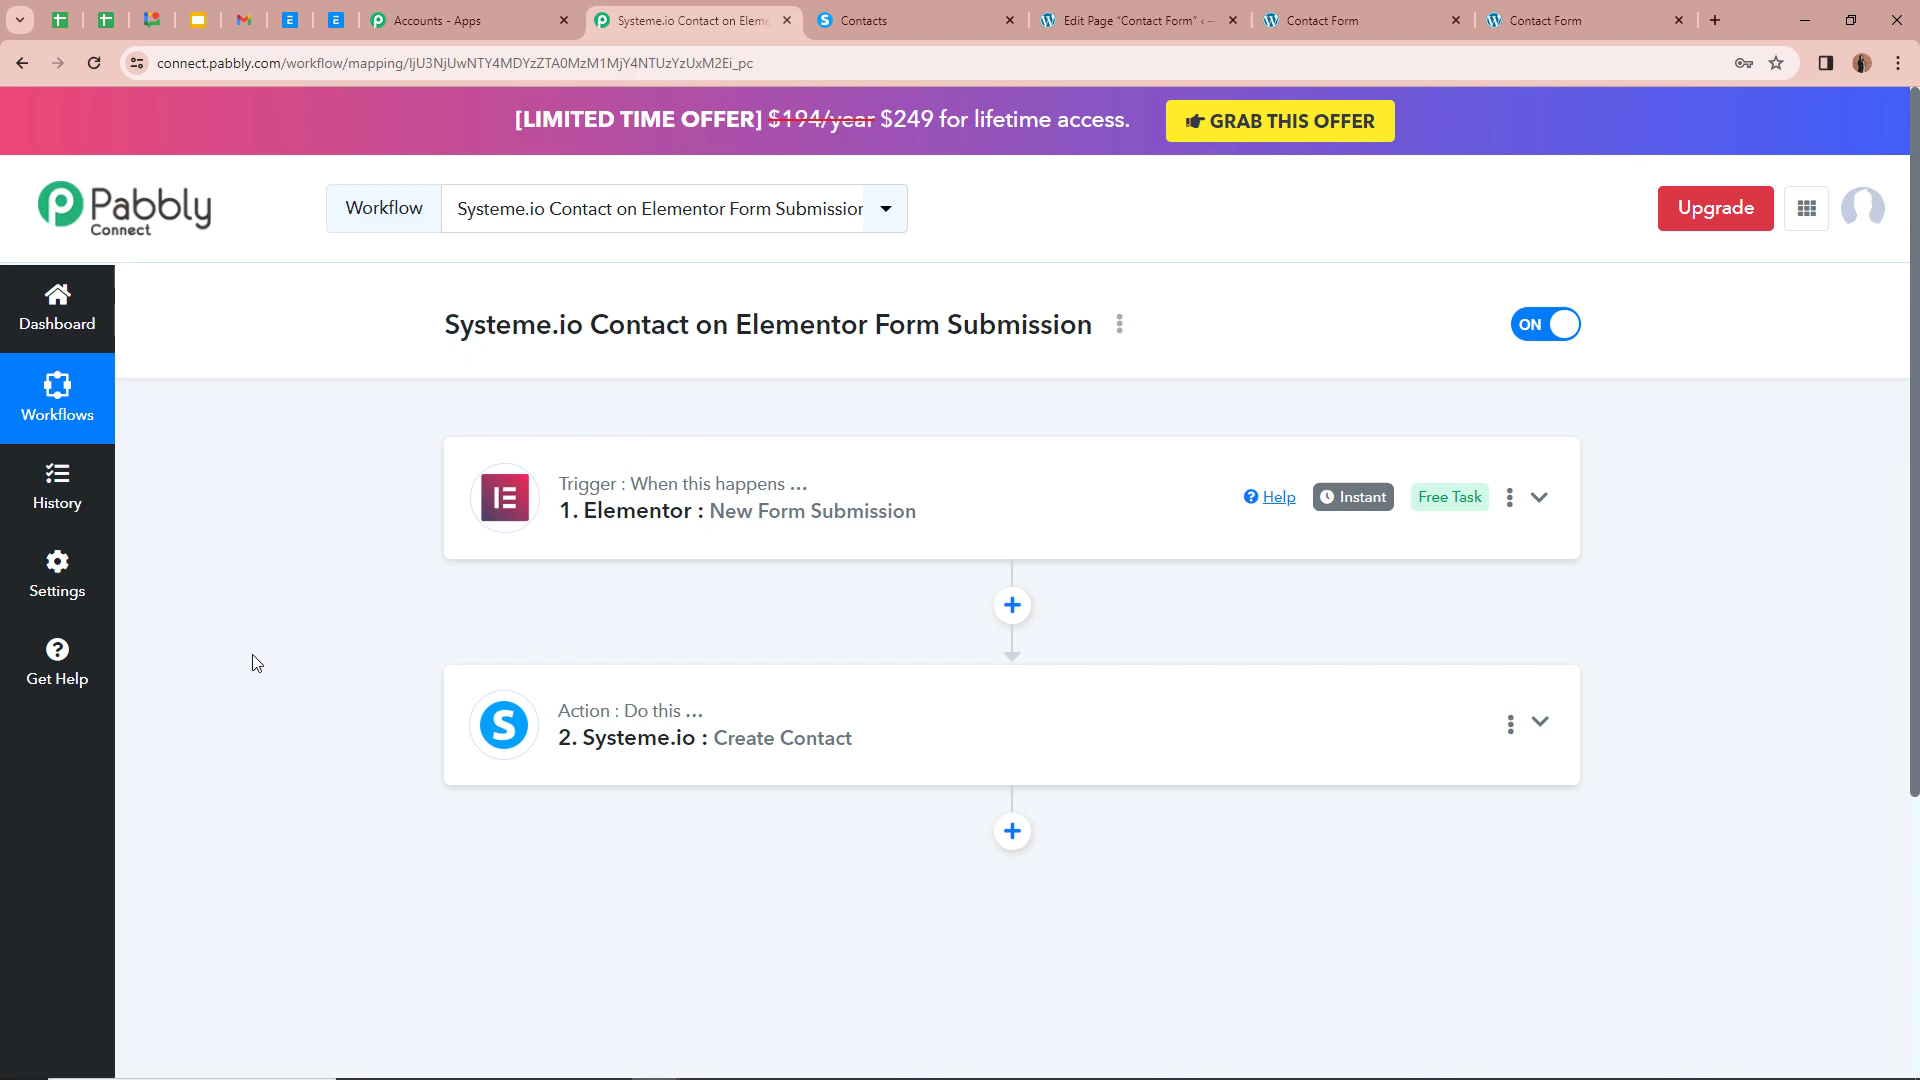 Accounts - Apps
Systeme.io Contact on Eleme
Contacts
Edit Page “Contact Form” ‹ —
Contact Form
Contact Form
connect.pabbly.com/workflow/mapping/IjU3NjUwNTY4MDYzZTA0MzM1MjY4NTUzYzUxM2Ei_pc
[LIMITED TIME OFFER] $194/year $249 for lifetime access.
GRAB THIS OFFER
Pabbly
Connect
Workflow
Systeme.io Contact on Elementor Form Submission
Upgrade
Dashboard
Workflows
History
Settings
Get Help
Systeme.io Contact on Elementor Form Submission
ON
Trigger : When this happens ...
1. Elementor : New Form Submission
Help
Instant
Free Task
Action : Do this ...
2. Systeme.io : Create Contact